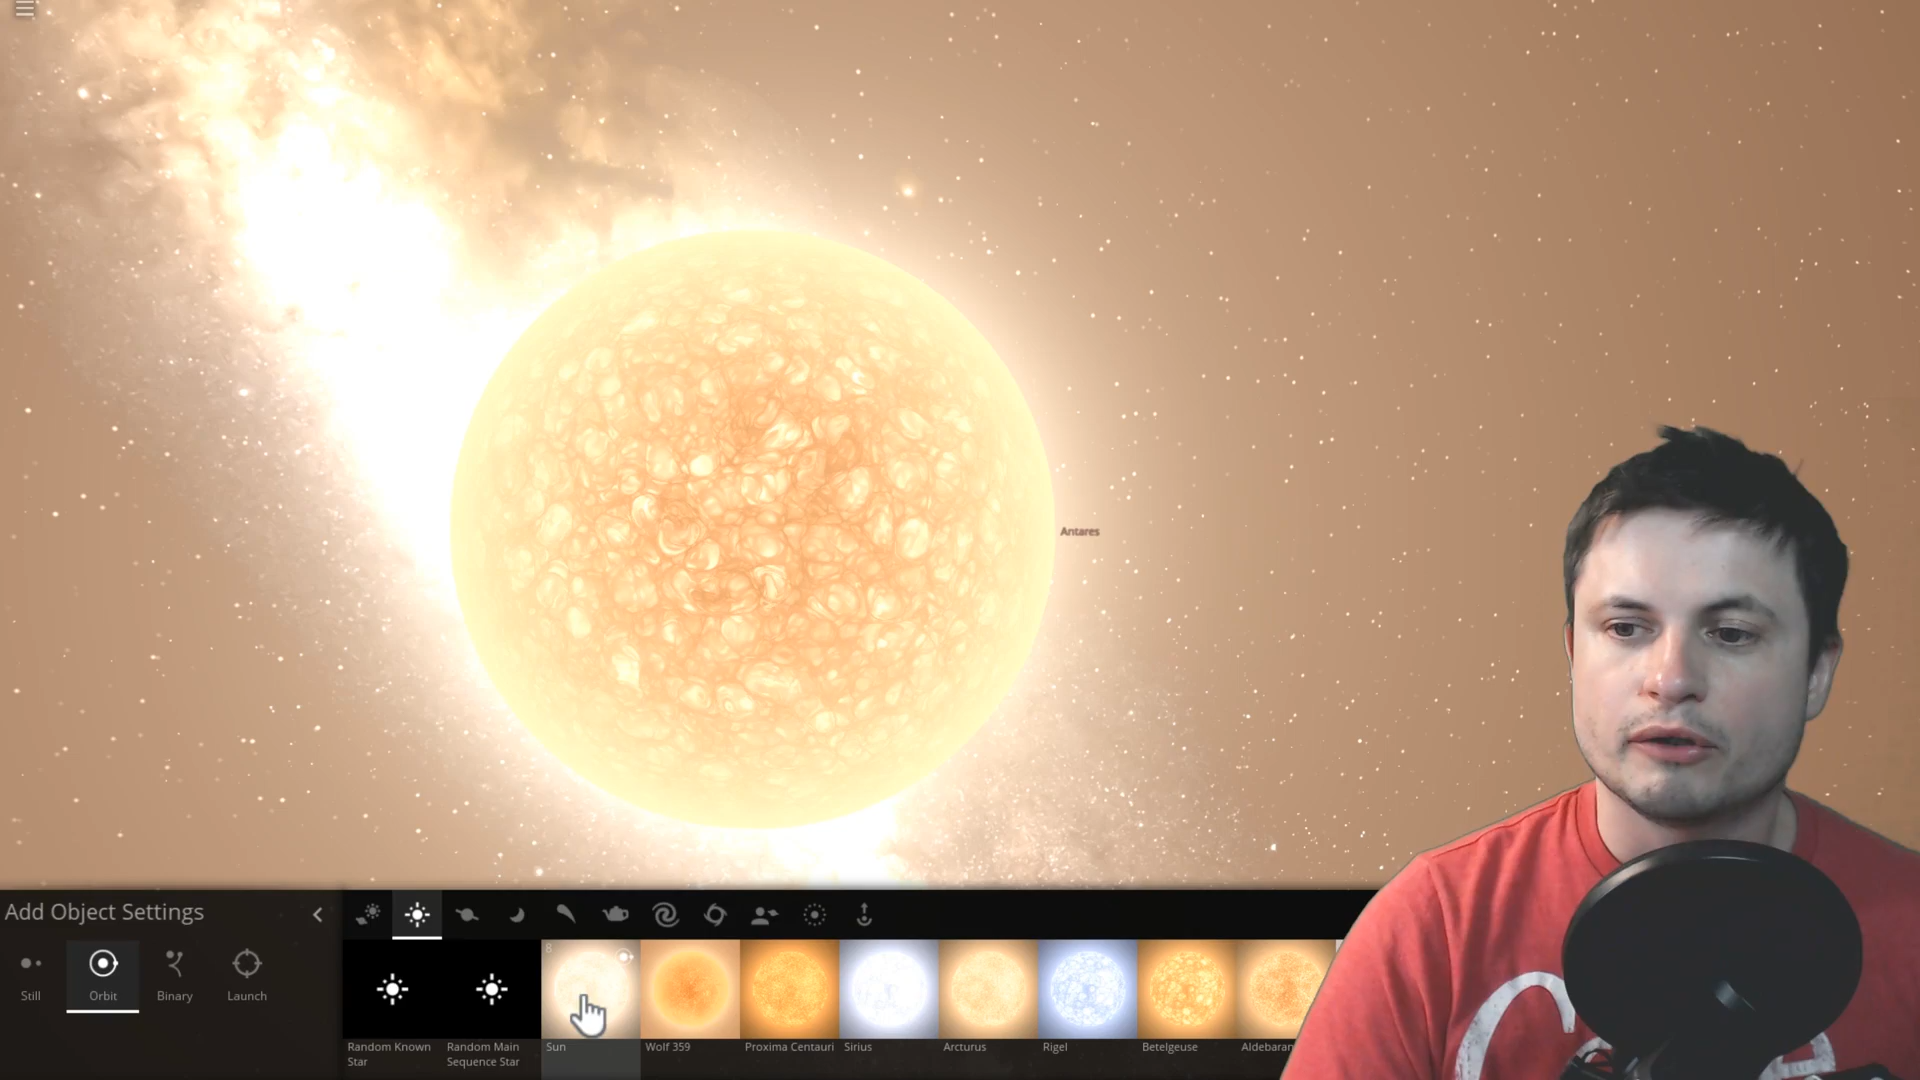 Antares
Add Object Settings
Still
Orbit
Binary
Launch
8
Random Known
Star
Random Main
Sequence Star
Sun
Wolf 359
Proxima Centauri
Sirius
Arcturus
Rigel
Betelgeuse